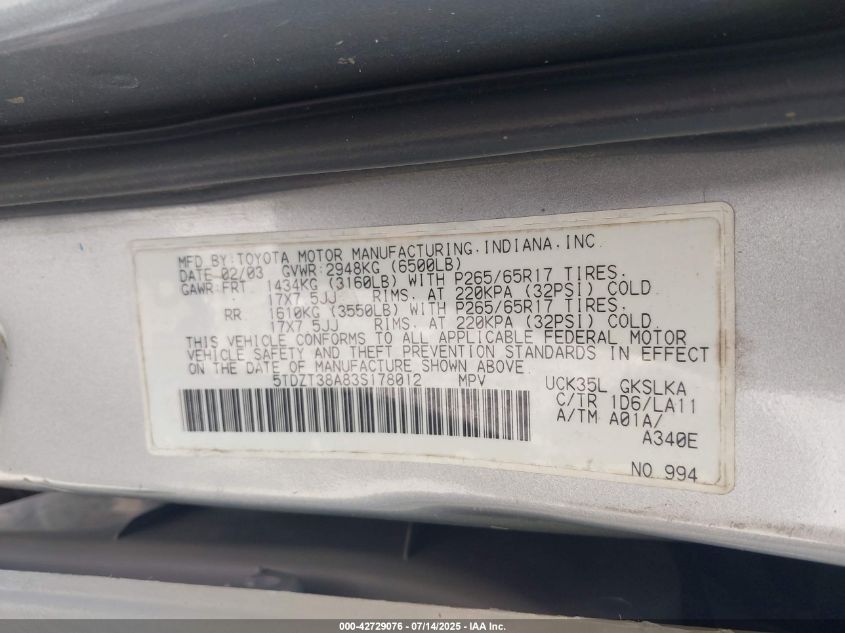 MFD.BY:TOYOTA MOTOR MANUFACTURING.INDIANA.INC.
DATE 02/03 GVWR:2948KG (6500LB)
GAWR:FRT. 1434KG (3160LB) WITH P265/65R17 TIRES.
17X7.5JJ RIMS. AT 220KPA (32PSI) COLD
RR 1610KG (3550LB) WITH P265/65R17 TIRES.
17X7.5JJ RIMS. AT 220KPA (32PSI) COLD.
THIS VEHICLE CONFORMS TO ALL APPLICABLE FEDERAL MOTOR
VEHICLE SAFETY AND THEFT PREVENTION STANDARDS IN EFFECT
ON THE DATE OF MANUFACTURE SHOWN ABOVE.
5TDZT38A83S178012 MPV UCK35L GKSLKA
C/TR 1D6/LA11
A/TM A01A/
A340E
NO 994
000-42729076 - 07/14/2025 - IAA Inc.